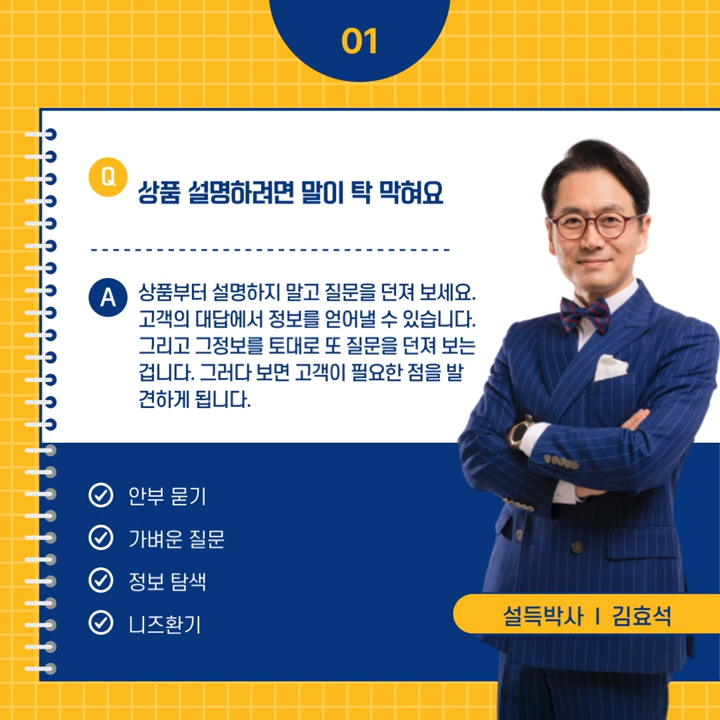 01
Q
상품 설명하려면 말이 탁 막혀요
A
상품부터 설명하지 말고 질문을 던져 보세요.
고객의 대답에서 정보를 얻어낼 수 있습니다.
그리고 그정보를 토대로 또 질문을 던져 보는
겁니다. 그러다 보면 고객이 필요한 점을 발
견하게 됩니다.
안부 묻기
가벼운 질문
정보 탐색
니즈환기
설득박사 I 김효석